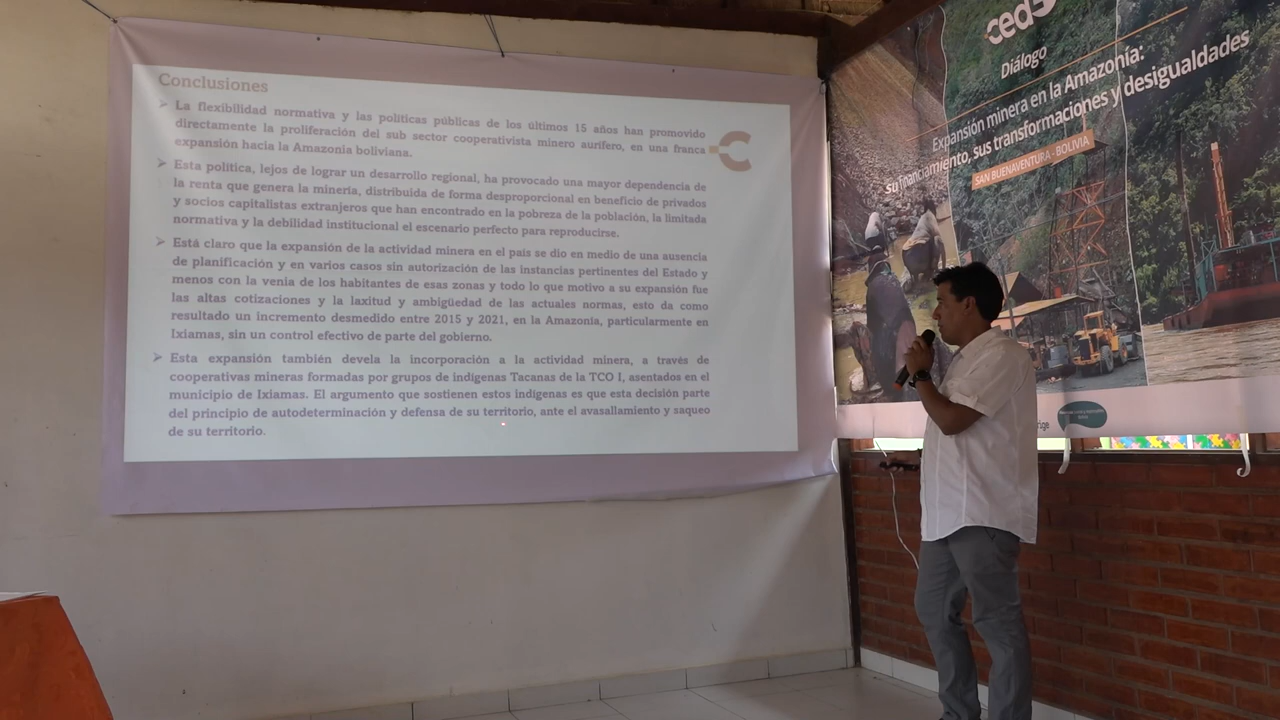 Conclusiones
➢ La flexibilidad normativa y las políticas públicas de los últimos 15 años han promovido
directamente la proliferación del sub sector cooperativista minero aurífero, en una franca
expansión hacia la Amazonia boliviana.
➢ Esta política, lejos de lograr un desarrollo regional, ha provocado una mayor dependencia de
la renta que genera la minería, distribuida de forma desproporcional en beneficio de privados
y socios capitalistas extranjeros que han encontrado en la pobreza de la población, la limitada
normativa y la debilidad institucional el escenario perfecto para reproducirse.
➢ Está claro que la expansión de la actividad minera en el país se dio en medio de una ausencia
de planificación y en varios casos sin autorización de las instancias pertinentes del Estado y
menos con la venia de los habitantes de esas zonas y todo lo que motivo a su expansión fue
las altas cotizaciones y la laxitud y ambigüedad de las actuales normas, esto da como
resultado un incremento desmedido entre 2015 y 2021, en la Amazonía, particularmente en
Ixiamas, sin un control efectivo de parte del gobierno.
➢ Esta expansión también devela la incorporación a la actividad minera, a través de
cooperativas mineras formadas por grupos de indígenas Tacanas de la TCO I, asentados en el
municipio de Ixiamas. El argumento que sostienen estos indígenas es que esta decisión parte
del principio de autodeterminación y defensa de su territorio, ante el avasallamiento y saqueo
de su territorio.
Diálogo
Expansión minera en la Amazonía:
su financiamiento, sus transformaciones y desigualdades
SAN BUENAVENTURA - BOLIVIA